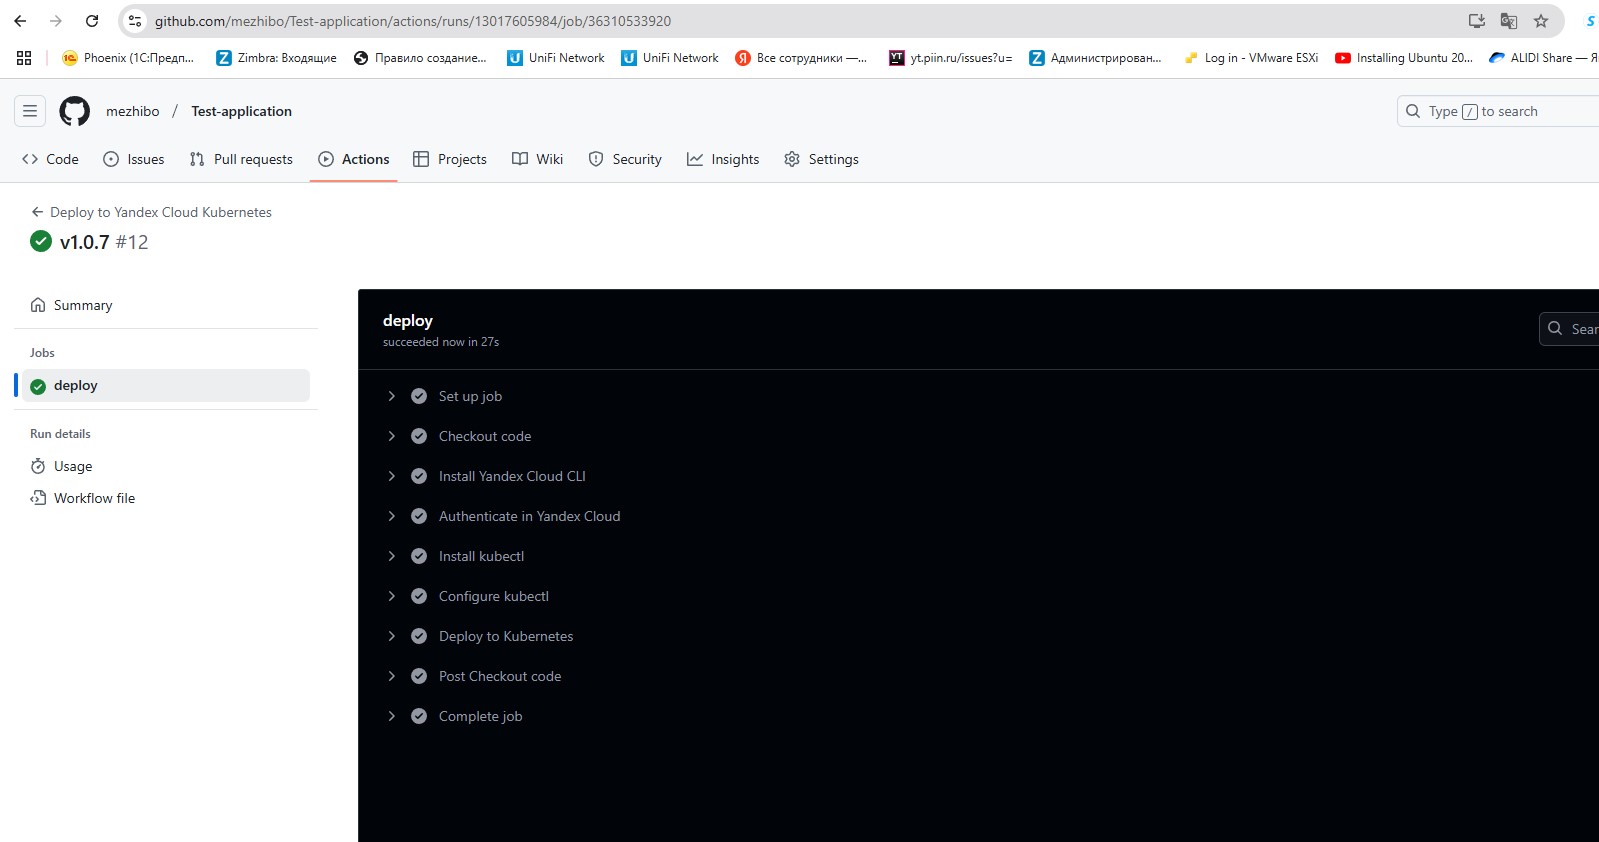 github.com/mezhibo/Test-application/actions/runs/13017605984/job/36310533920
Phoenix (1С:Предп... Zimbra: Входящие Правило создание... UniFi Network UniFi Network Все сотрудники —... yt.piin.ru/issues?u= Администрирован... Log in - VMware ESXi Installing Ubuntu 20... ALIDI Share — Я
mezhibo / Test-application Type / to search
Code Issues Pull requests Actions Projects Wiki Security Insights Settings
Deploy to Yandex Cloud Kubernetes
v1.0.7 #12
Summary
Jobs
deploy
Run details
Usage
Workflow file
deploy
succeeded now in 27s
Sear
Set up job
Checkout code
Install Yandex Cloud CLI
Authenticate in Yandex Cloud
Install kubectl
Configure kubectl
Deploy to Kubernetes
Post Checkout code
Complete job